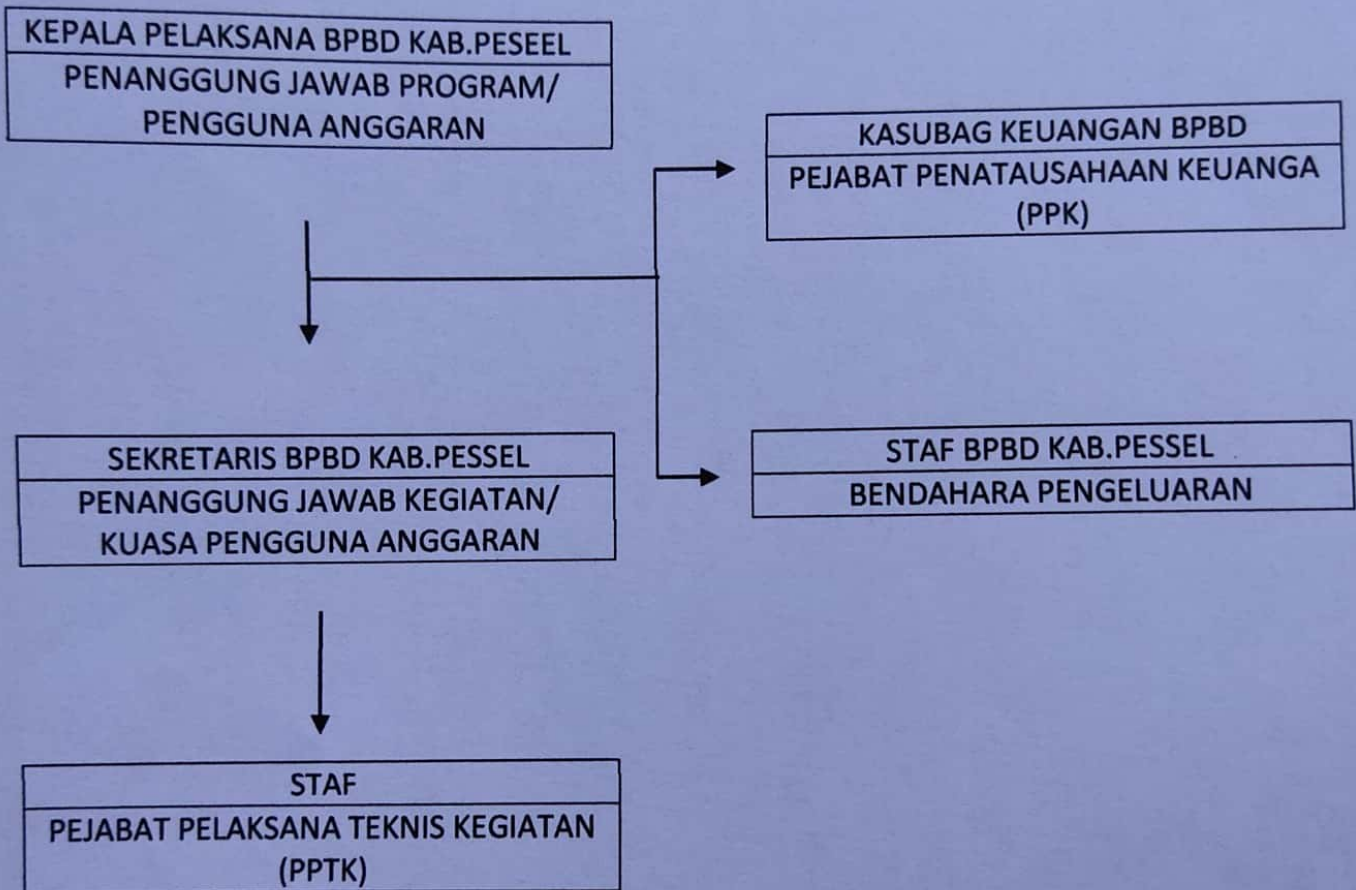 KEPALA PELAKSANA BPBD KAB.PESEEL
PENANGGUNG JAWAB PROGRAM/
PENGGUNA ANGGARAN
KASUBAG KEUANGAN BPBD
PEJABAT PENATAUSAHAAN KEUANGA
(PPK)
SEKRETARIS BPBD KAB.PESSEL
PENANGGUNG JAWAB KEGIATAN/
KUASA PENGGUNA ANGGARAN
STAF BPBD KAB.PESSEL
BENDAHARA PENGELUARAN
STAF
PEJABAT PELAKSANA TEKNIS KEGIATAN
(PPTK)